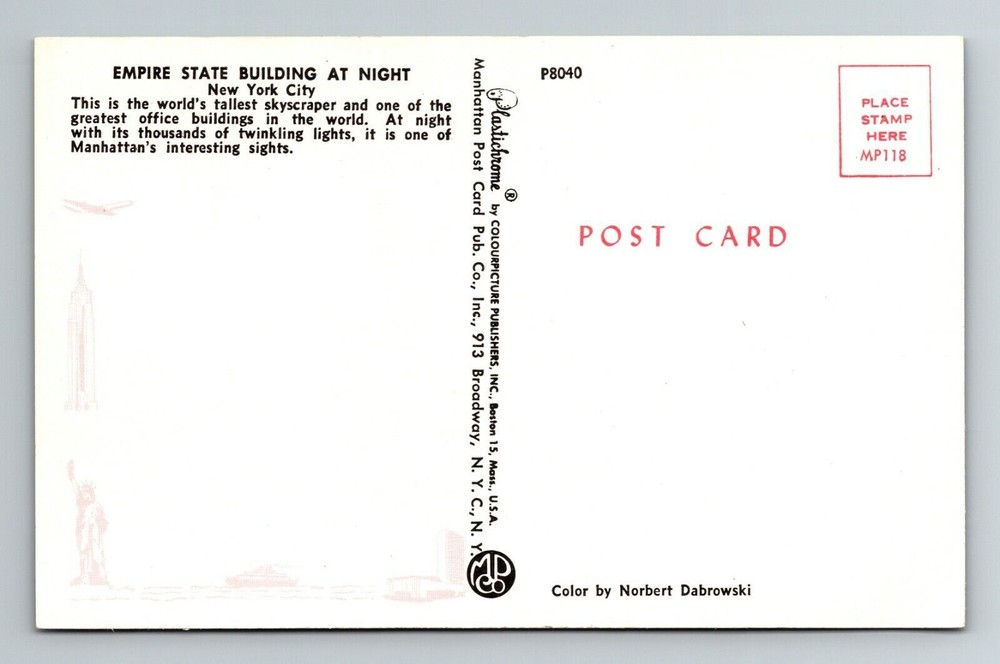 EMPIRE STATE BUILDING AT NIGHT
New York City
This is the world's tallest skyscraper and one of the
greatest office buildings in the world. At night
with its thousands of twinkling lights, it is one of
Manhattan's interesting sights.
Plastichrome ® by COLOURPICTURE PUBLISHERS, INC., Boston 15, Mass., U.S.A.
Manhattan Post Card Pub. Co., Inc., 913 Broadway, N. Y. C., N. Y.
MP
CO
P8040
PLACE
STAMP
HERE
MP118
POST CARD
Color by Norbert Dabrowski